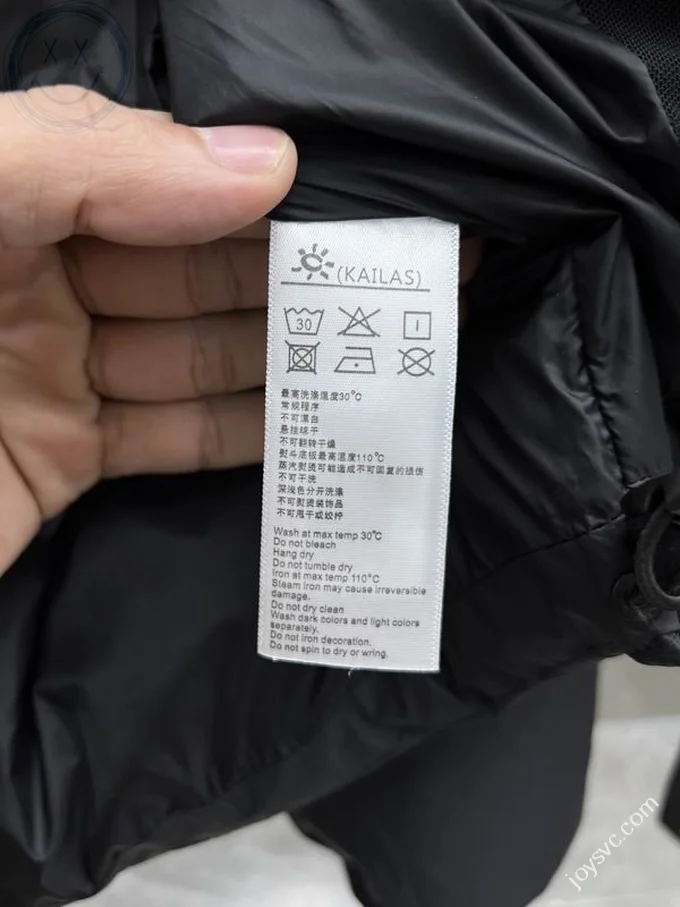 (KAILAS)
30
最高洗涤温度30℃
常规程序
不可漂白
悬挂晾干
不可翻转干燥
熨斗底板最高温度110℃
蒸汽熨烫可能造成不可回复的损伤
不可干洗
深浅色分开洗涤
不可熨烫装饰品
不可甩干或绞拧
Wash at max temp 30℃
Do not bleach
Hang dry
Do not tumble dry
Iron at max temp 110℃
Steam iron may cause irreversible
damage.
Do not dry clean
Wash dark colors and light colors
separately.
Do not iron decoration.
Do not spin to dry or wring.
joysvc.com